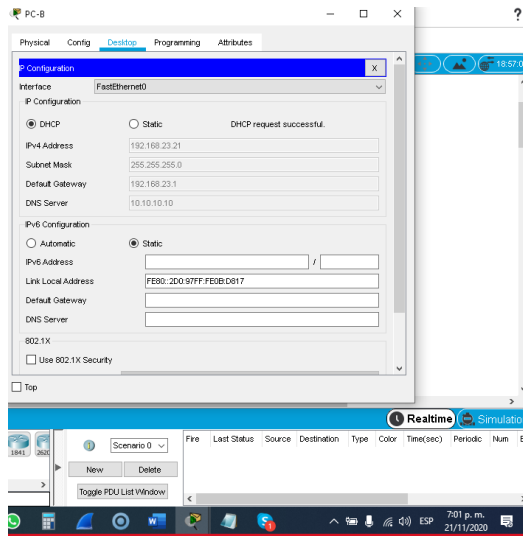 PC-B
?
Physical Config Desktop Programming Attributes
IP Configuration X
18:57:0
Interface FastEthernet0
IP Configuration
DHCP Static DHCP request successful.
IPv4 Address 192.168.23.21
Subnet Mask 255.255.255.0
Default Gateway 192.168.23.1
DNS Server 10.10.10.10
IPv6 Configuration
Automatic Static
IPv6 Address /
Link Local Address FE80::2D0:97FF:FE0B:D817
Default Gateway
DNS Server
802.1X
Use 802.1X Security
Top
Realtime Simulatio
1841 262
Scenario 0
Fire Last Status Source Destination Type Color Time(sec) Periodic Num E
New Delete
Toggle PDU List Window
ESP
7:01 p. m.
21/11/2020